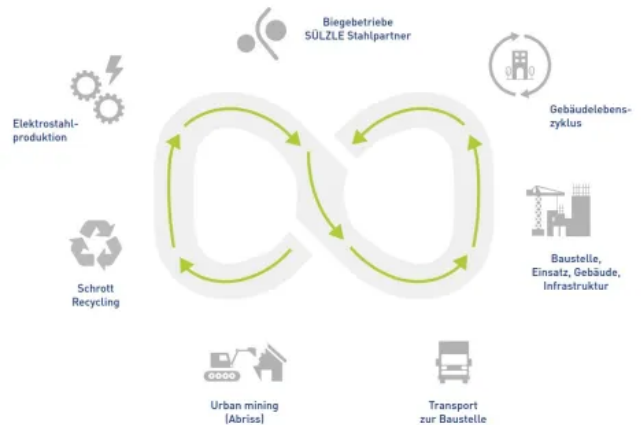 Biegebetriebe
SÜLZLE Stahlpartner
Elektrostahl-
produktion
Gebäudelebens-
zyklus
Schrott
Recycling
Baustelle,
Einsatz, Gebäude,
Infrastruktur
Urban mining
(Abriss)
Transport
zur Baustelle